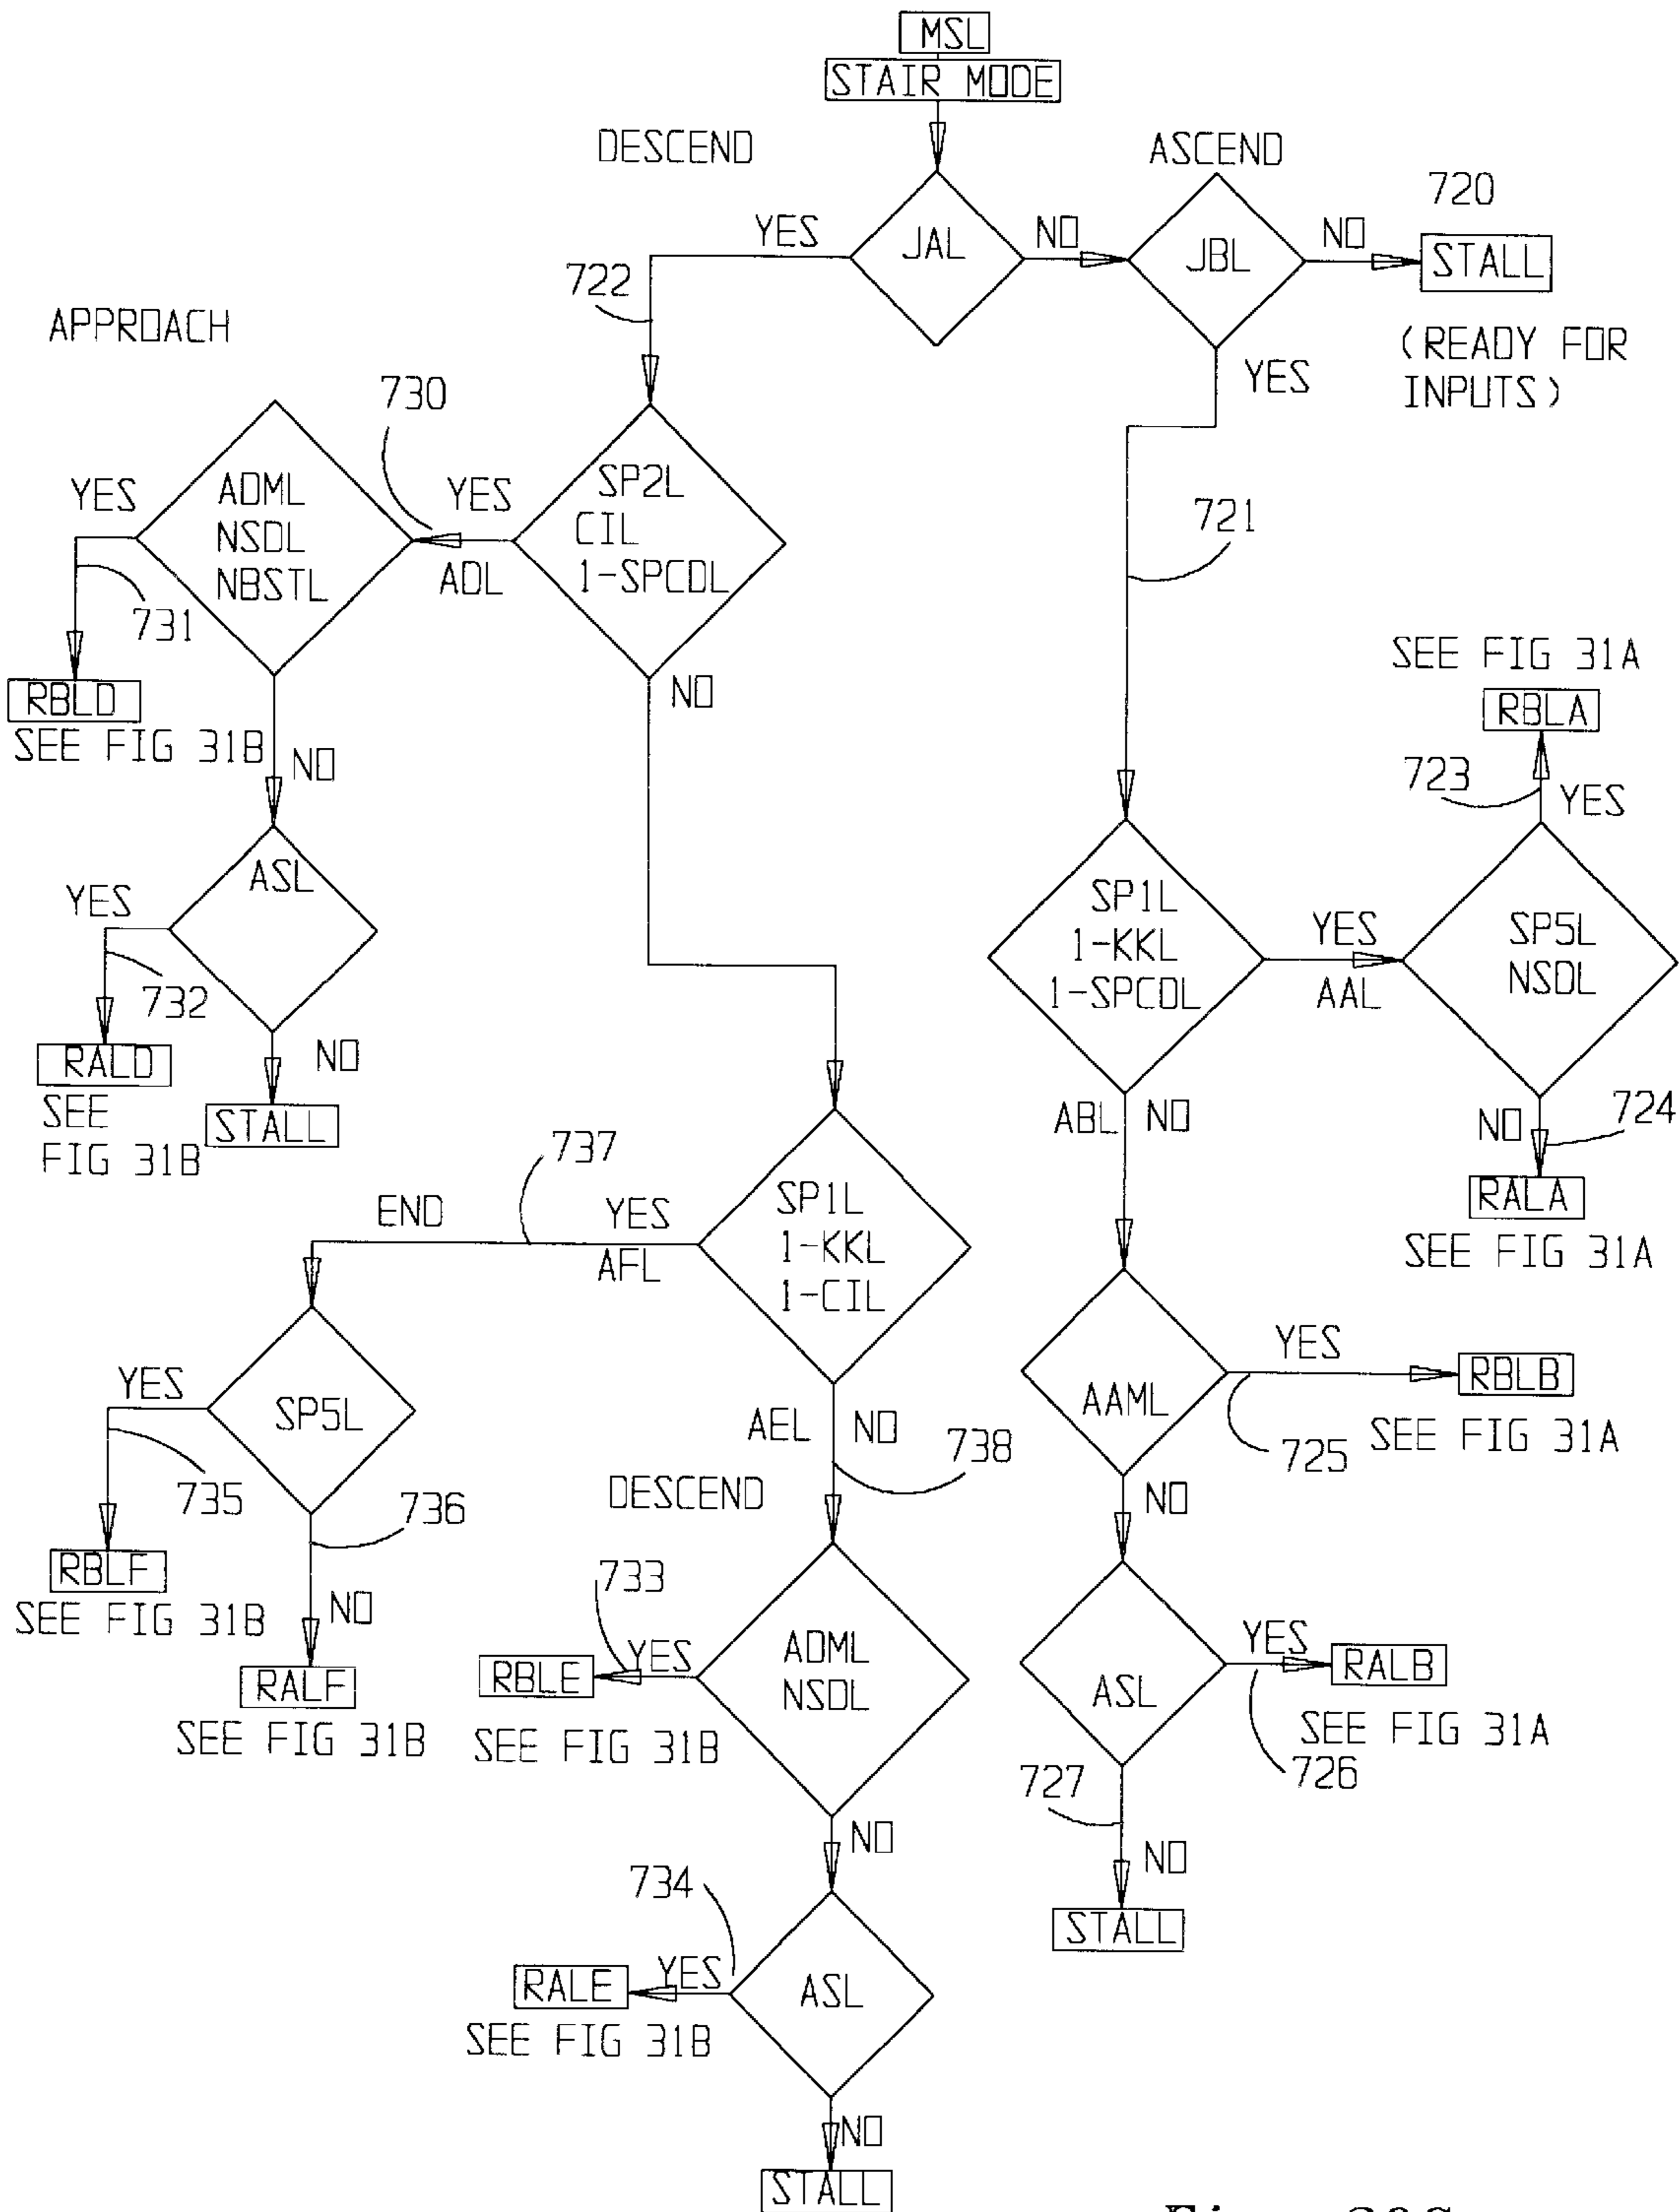 MSL
STAIR MODE
DESCEND
ASCEND
720
YES
JAL
NO
JBL
NO
STALL
722
(READY FOR
INPUTS)
APPROACH
YES
730
721
YES
ADML
NSDL
NBSTL
YES
ADL
SP2L
CIL
1-SPCDL
731
RBLD
SEE FIG 31B
NO
NO
SEE FIG 31A
RBLA
723
YES
YES
ASL
SP1L
1-KKL
1-SPCDL
YES
AAL
SP5L
NSDL
732
RALD
SEE
FIG 31B
NO
STALL
ABL
NO
NO
724
RALA
SEE FIG 31A
737
END
YES
AFL
SP1L
1-KKL
1-CIL
YES
SP5L
735
736
AEL
NO
738
AAML
YES
RBLB
725
SEE FIG 31A
NO
DESCEND
RBLF
SEE FIG 31B
NO
RALF
SEE FIG 31B
733
YES
RBLE
SEE FIG 31B
ADML
NSDL
ASL
YES
RALB
SEE FIG 31A
726
727
NO
NO
STALL
734
YES
RALE
SEE FIG 31B
ASL
NO
STALL